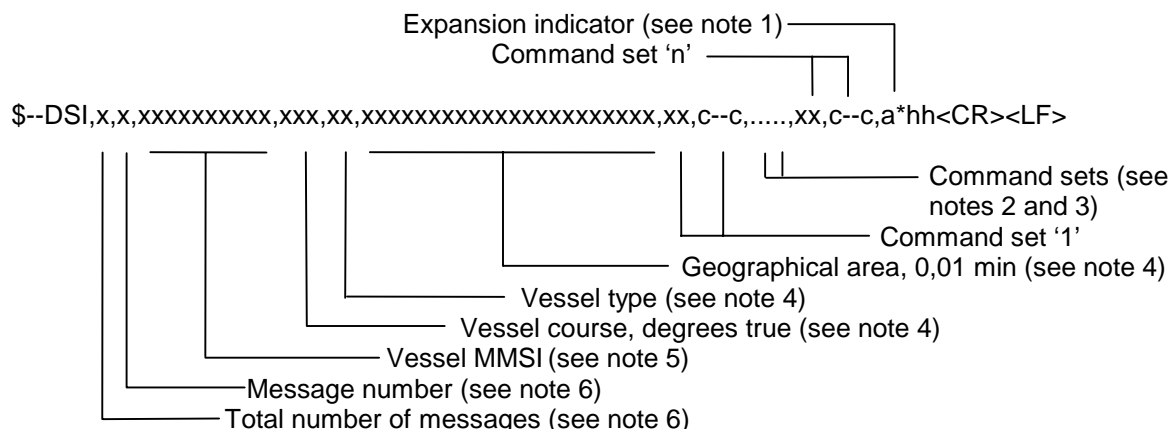 Expansion indicator (see note 1)
Command set ‘n’
$--DSI,x,x,xxxxxxxxxx,xxx,xx,xxxxxxxxxxxxxxxxxxxxxx,xx,c--c,.....,xx,c--c,a*hh<CR><LF>
Command sets (see
notes 2 and 3)
Command set ‘1’
Geographical area, 0,01 min (see note 4)
Vessel type (see note 4)
Vessel course, degrees true (see note 4)
Vessel MMSI (see note 5)
Message number (see note 6)
Total number of messages (see note 6)